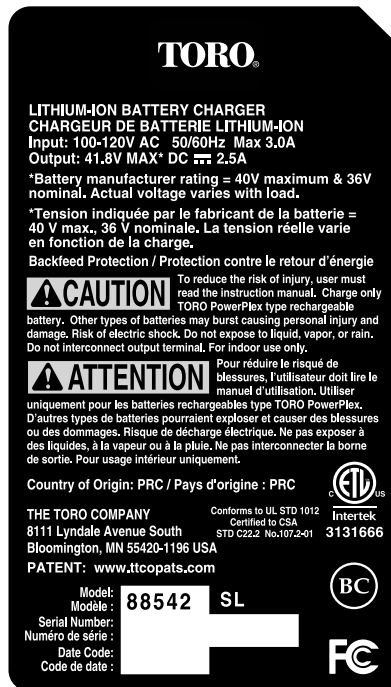 TORO®
LITHIUM-ION BATTERY CHARGER
CHARGEUR DE BATTERIE LITHIUM-ION
Input: 100-120V AC 50/60Hz Max 3.0A
Output: 41.8V MAX* DC ⎓ 2.5A
*Battery manufacturer rating = 40V maximum & 36V
nominal. Actual voltage varies with load.
*Tension indiquée par le fabricant de la batterie =
40 V max., 36 V nominale. La tension réelle varie
en fonction de la charge.
Backfeed Protection / Protection contre le retour d'énergie
CAUTION
To reduce the risk of injury, user must
read the instruction manual. Charge only
TORO PowerPlex type rechargeable
battery. Other types of batteries may burst causing personal injury and
damage. Risk of electric shock. Do not expose to liquid, vapor, or rain.
Do not interconnect output terminal. For indoor use only.
ATTENTION
Pour réduire le risqué de
blessures, l'utilisateur doit lire le
manuel d'utilisation. Utiliser
uniquement pour les batteries rechargeables type TORO PowerPlex.
D'autres types de batteries pourraient exploser et causer des blessures
ou des dommages. Risque de décharge électrique. Ne pas exposer à
des liquides, à la vapeur ou à la pluie. Ne pas interconnecter la borne
de sortie. Pour usage intérieur uniquement.
Country of Origin: PRC / Pays d'origine : PRC
THE TORO COMPANY
8111 Lyndale Avenue South
Bloomington, MN 55420-1196 USA
Conforms to UL STD 1012
Certified to CSA
STD C22.2 No.107.2-01
C ETL US
Intertek
3131666
PATENT: www.ttcopats.com
BC
Model:
Modèle : 88542 SL
Serial Number:
Numéro de série :
Date Code:
Code de date :
FC